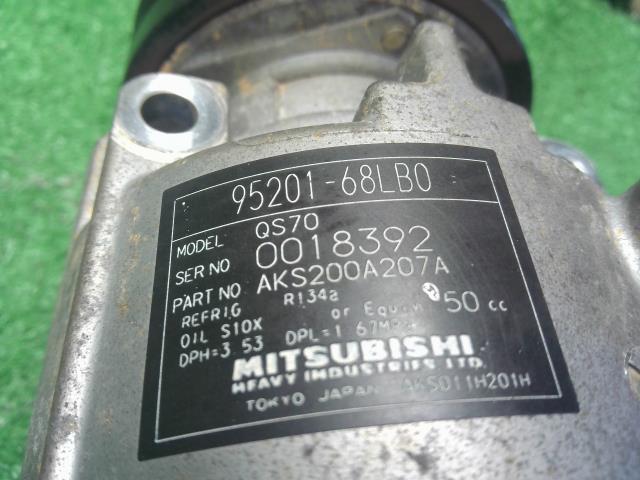 95201-68LB0
MODEL QS70
SER NO 0018392
PART NO AKS200A207A
REFRIG R134a
OIL S10X or Equiv 50 cc
DPH=3.53 DPL=1.67MPa
MITSUBISHI
HEAVY INDUSTRIES LTD.
TOKYO JAPAN AKS011H201H